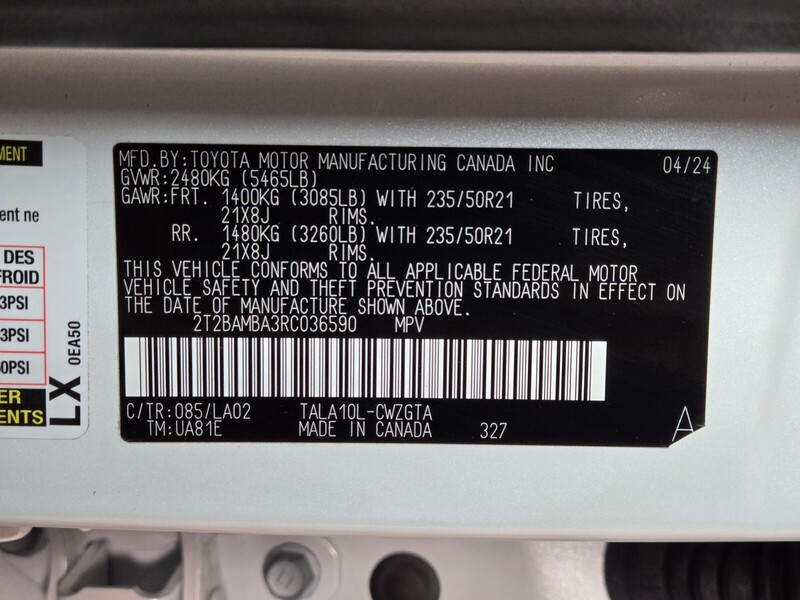 MENT
ent ne
DES
FROID
3PSI
3PSI
0PSI
LX 0EA50
MFD.BY:TOYOTA MOTOR MANUFACTURING CANADA INC 04/24
GVWR:2480KG (5465LB)
GAWR:FRT. 1400KG (3085LB) WITH 235/50R21 TIRES,
21X8J RIMS.
RR. 1480KG (3260LB) WITH 235/50R21 TIRES,
21X8J RIMS.
THIS VEHICLE CONFORMS TO ALL APPLICABLE FEDERAL MOTOR
VEHICLE SAFETY AND THEFT PREVENTION STANDARDS IN EFFECT ON
THE DATE OF MANUFACTURE SHOWN ABOVE.
2T2BAMBA3RC036590 MPV
C/TR:085/LA02 TALA10L-CWZGTA
TM:UA81E MADE IN CANADA 327
A
ER
ENTS